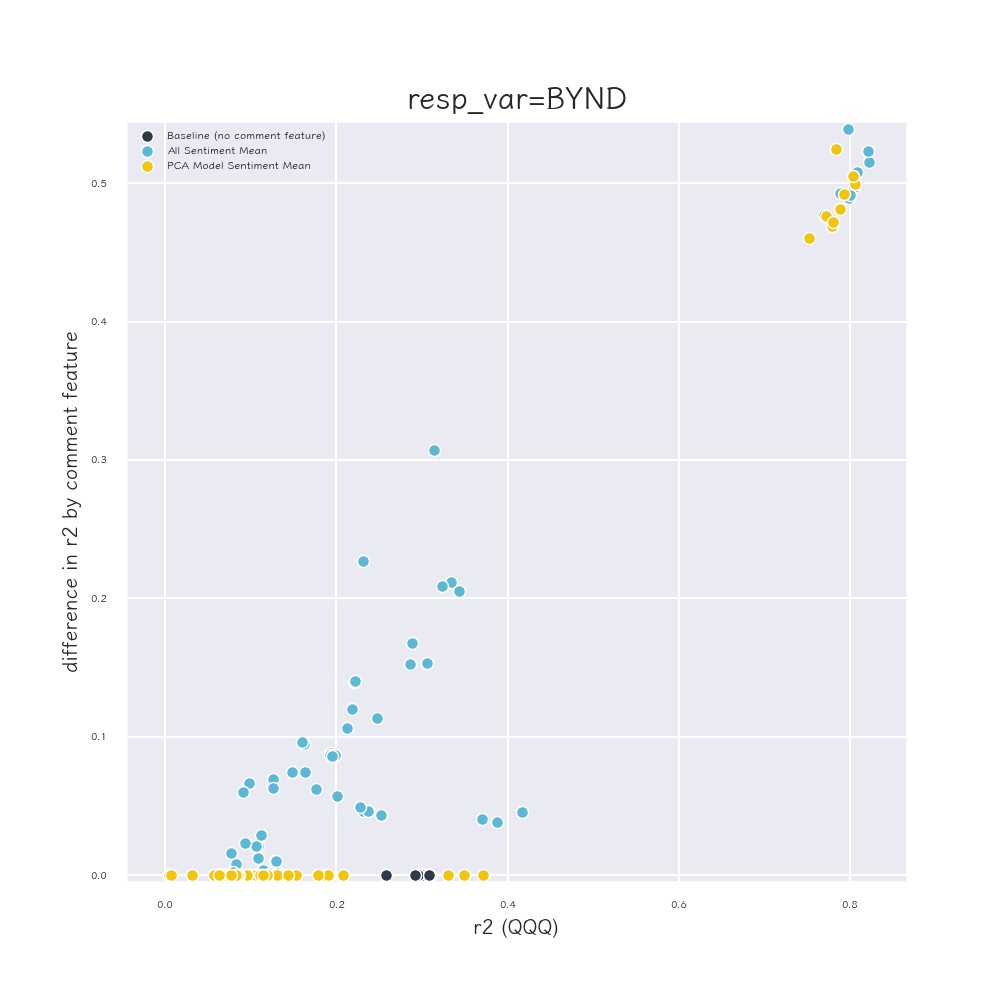 resp_var=BYND
Baseline (no comment feature)
All Sentiment Mean
PCA Model Sentiment Mean
difference in r2 by comment feature
0.5
0.4
0.3
0.2
0.1
0.0
0.0 0.2 0.4 0.6 0.8
r2 (QQQ)